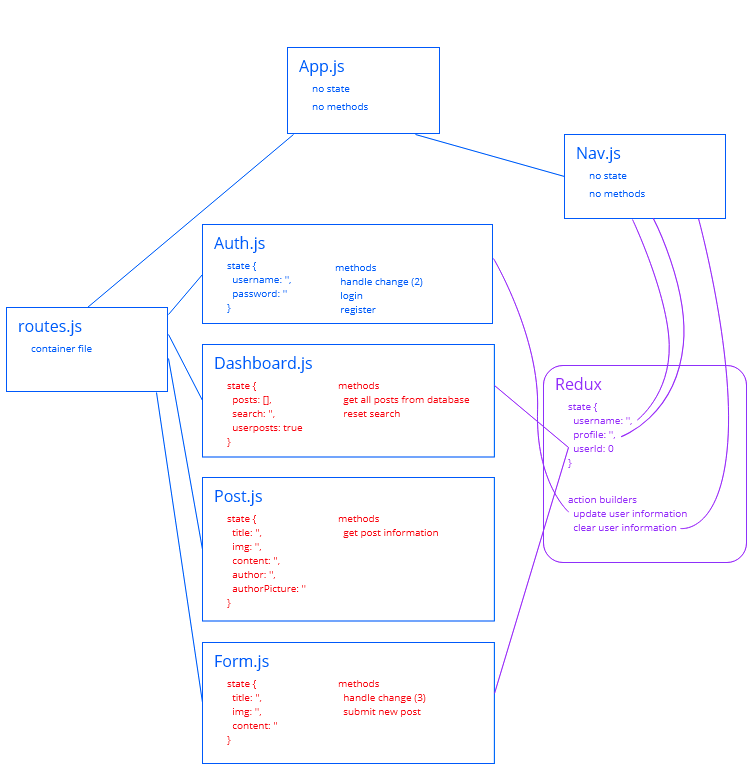 App.js
no state
no methods
Nav.js
no state
no methods
Auth.js
state {
username: '',
password: ''
}
methods
handle change (2)
login
register
routes.js
container file
Dashboard.js
state {
posts: [],
search: '',
userposts: true
}
methods
get all posts from database
reset search
Redux
state {
username: '',
profile: '',
userId: 0
}
action builders
update user information
clear user information
Post.js
state {
title: '',
img: '',
content: '',
author: '',
authorPicture: ''
}
methods
get post information
Form.js
state {
title: '',
img: '',
content: ''
}
methods
handle change (3)
submit new post